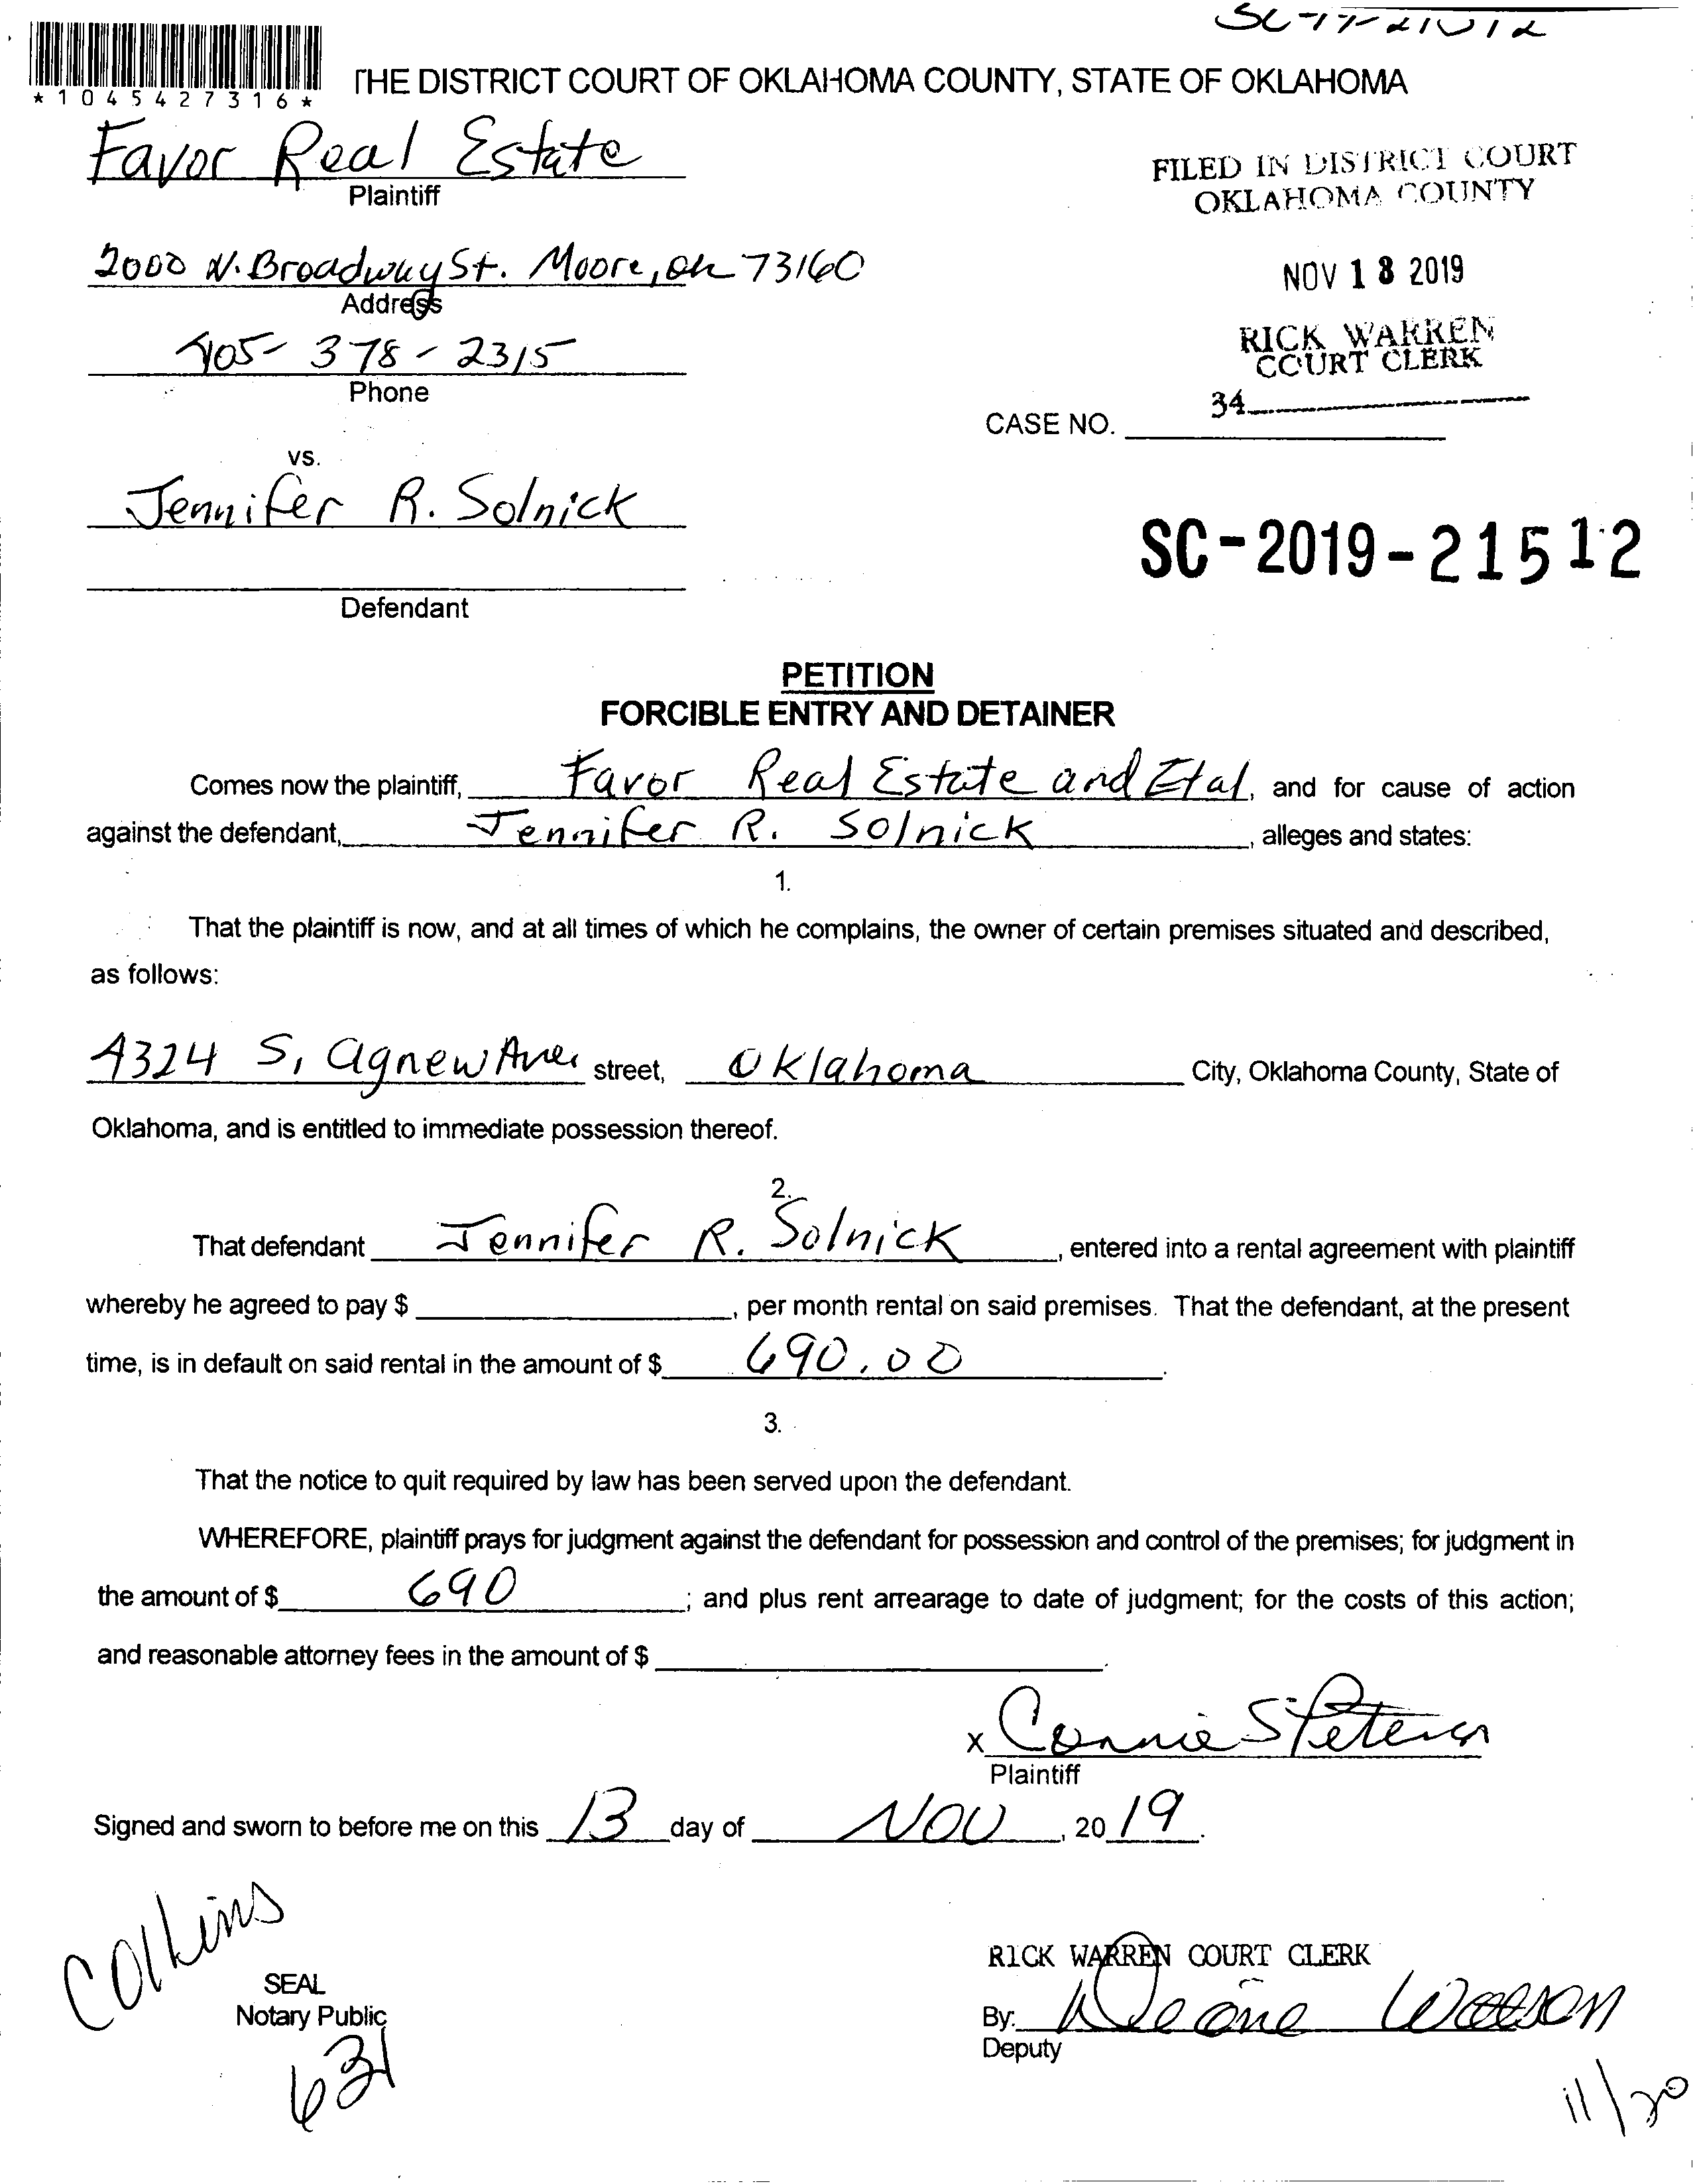 *1045427316*
THE DISTRICT COURT OF OKLAHOMA COUNTY, STATE OF OKLAHOMA
Favor Real Estate
Plaintiff
FILED IN DISTRICT COURT
OKLAHOMA COUNTY
2000 N. Broadway St. Moore, OK 73160
Address
NOV 18 2019
405-378-2315
Phone
RICK WARREN
COURT CLERK
34
CASE NO.
vs.
Jennifer R. Solnick
SC-2019-21512
Defendant
PETITION
FORCIBLE ENTRY AND DETAINER
Comes now the plaintiff, Favor Real Estate and Etal, and for cause of action
against the defendant, Jennifer R. Solnick, alleges and states:
1.
That the plaintiff is now, and at all times of which he complains, the owner of certain premises situated and described,
as follows:
4324 S. Agnew Ave. street, Oklahoma City, Oklahoma County, State of
Oklahoma, and is entitled to immediate possession thereof.
2.
That defendant Jennifer R. Solnick, entered into a rental agreement with plaintiff
whereby he agreed to pay $ , per month rental on said premises. That the defendant, at the present
time, is in default on said rental in the amount of $ 690.00.
3.
That the notice to quit required by law has been served upon the defendant.
WHEREFORE, plaintiff prays for judgment against the defendant for possession and control of the premises; for judgment in
the amount of $ 690; and plus rent arrearage to date of judgment; for the costs of this action;
and reasonable attorney fees in the amount of $ .
x Connie S Peterson
Plaintiff
Signed and sworn to before me on this 13 day of Nov, 2019.
Collins
RICK WARREN COURT CLERK
SEAL
Notary Public
By: Deane Watson
Deputy
631
11/20